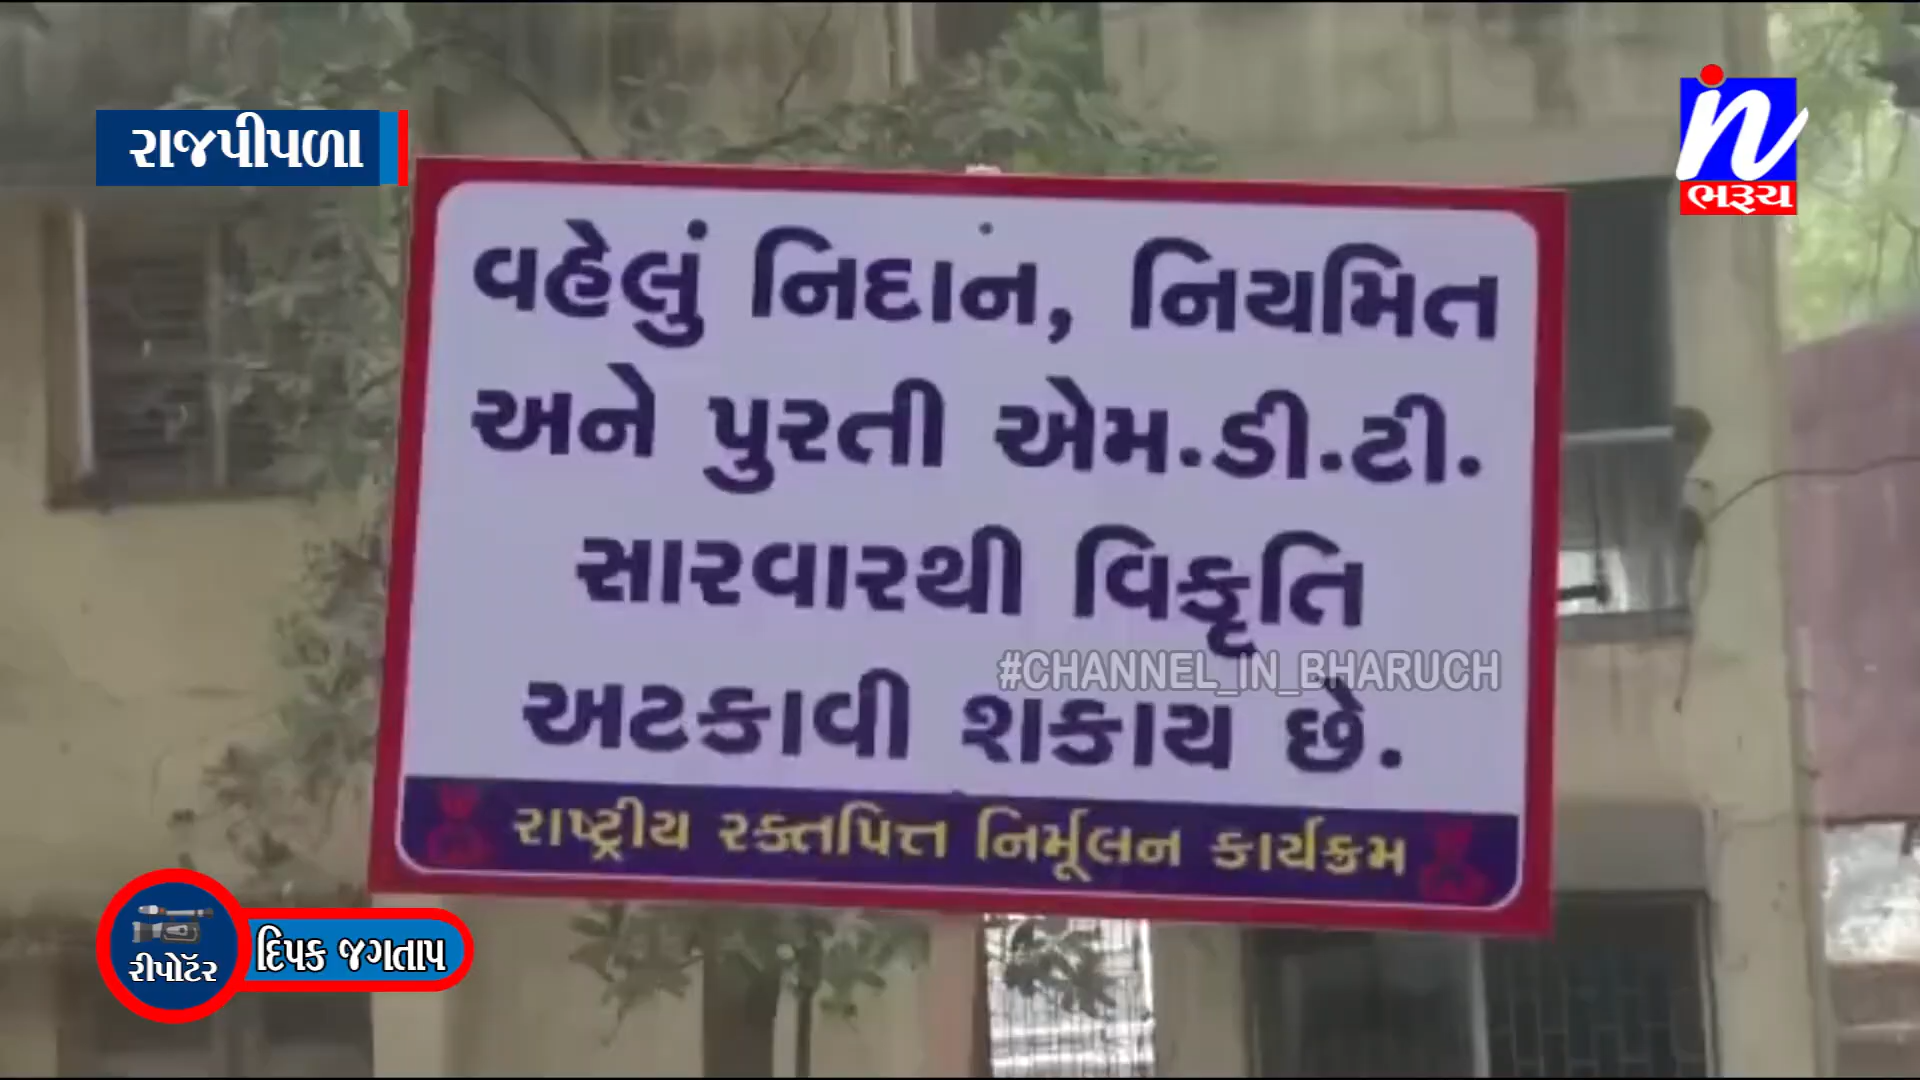 રાજપીપળા
in
ભરૂચ
વહેલું નિદાન, નિયમિત
અને પુરતી એમ.ડી.ટી.
સારવારથી વિકૃતિ
#CHANNEL_IN_BHARUCH
અટકાવી શકાય છે.
રાષ્ટ્રીય રક્તપિત્ત નિર્મૂલન કાર્યક્રમ
રીપોર્ટર
દિપક જગતાપ